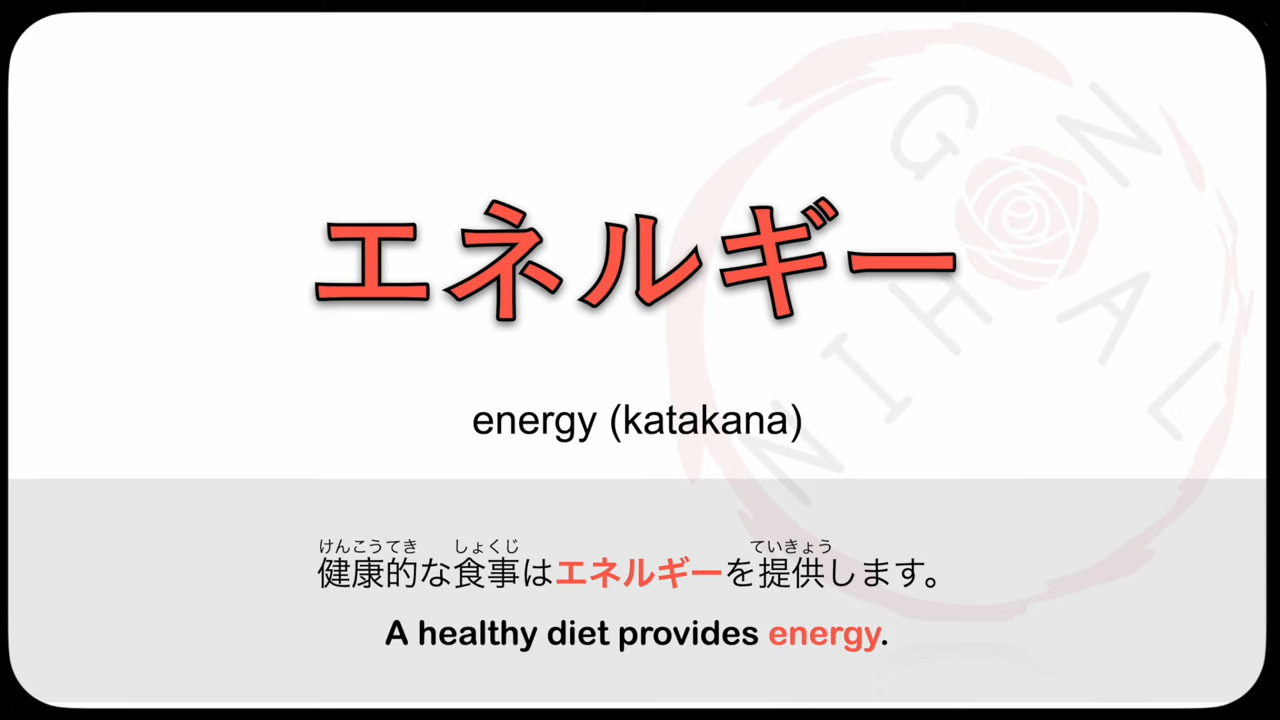 エネルギー
energy (katakana)
けんこうてき しょくじ ていきょう
健康的な食事はエネルギーを提供します。
A healthy diet provides energy.
NIHAL
GON